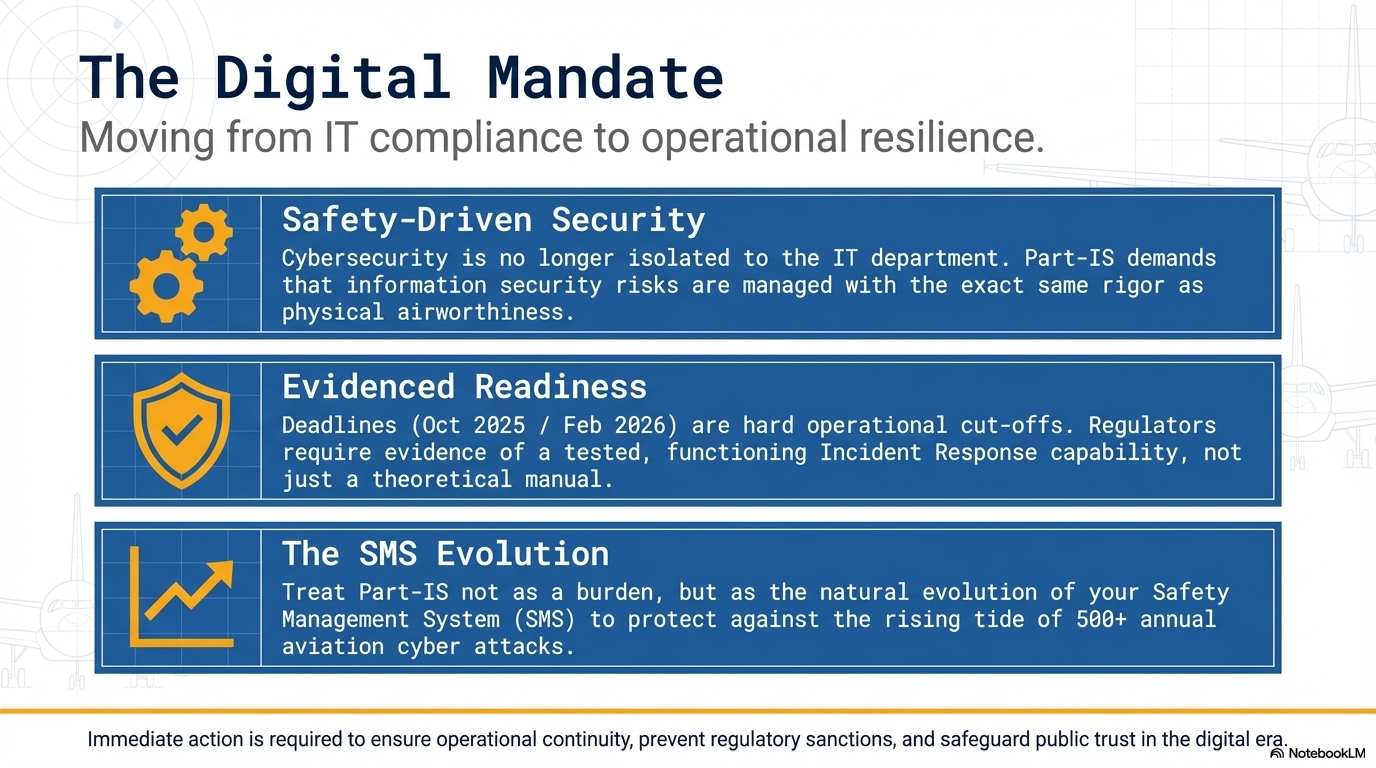 The Digital Mandate
Moving from IT compliance to operational resilience.
Safety-Driven Security
Cybersecurity is no longer isolated to the IT department. Part-IS demands
that information security risks are managed with the exact same rigor as
physical airworthiness.
Evidenced Readiness
Deadlines (Oct 2025 / Feb 2026) are hard operational cut-offs. Regulators
require evidence of a tested, functioning Incident Response capability, not
just a theoretical manual.
The SMS Evolution
Treat Part-IS not as a burden, but as the natural evolution of your Safety
Management System (SMS) to protect against the rising tide of 500+ annual
aviation cyber attacks.
Immediate action is required to ensure operational continuity, prevent regulatory sanctions, and safeguard public trust in the digital era.
NotebookLM